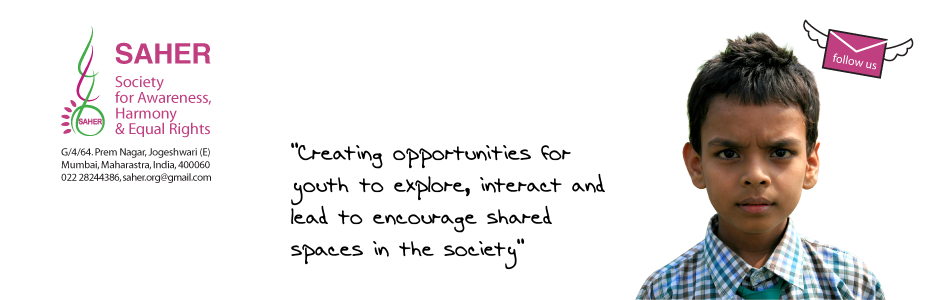 SAHER
Society
for Awareness,
Harmony
& Equal Rights
SAHER
G/4/64. Prem Nagar, Jogeshwari (E)
Mumbai, Maharastra, India, 400060
022 28244386, saher.org@gmail.com
"Creating opportunities for
youth to explore, interact and
lead to encourage shared
spaces in the society"
follow us